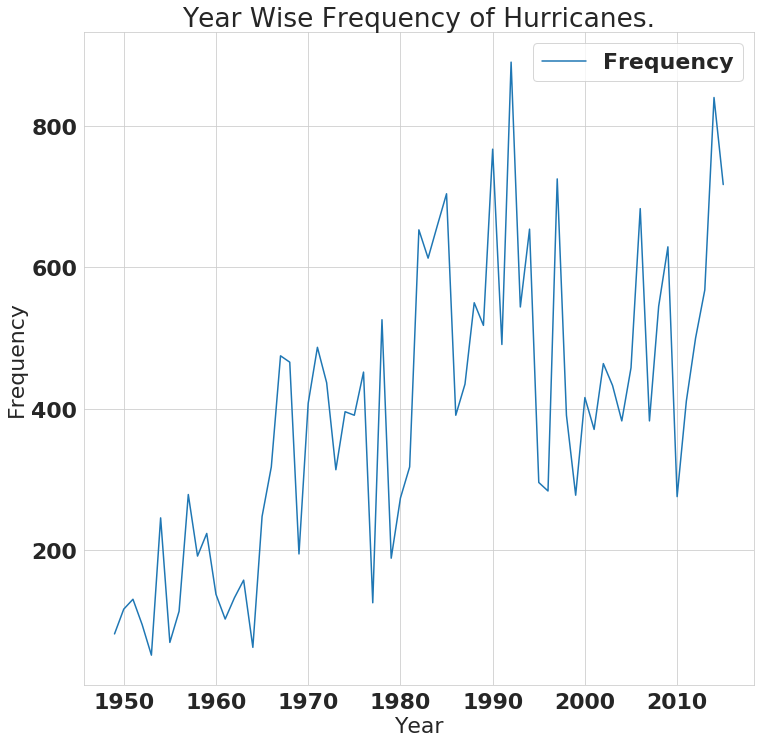 Year Wise Frequency of Hurricanes.
Frequency
800
600
400
200
Frequency
1950 1960 1970 1980 1990 2000 2010
Year